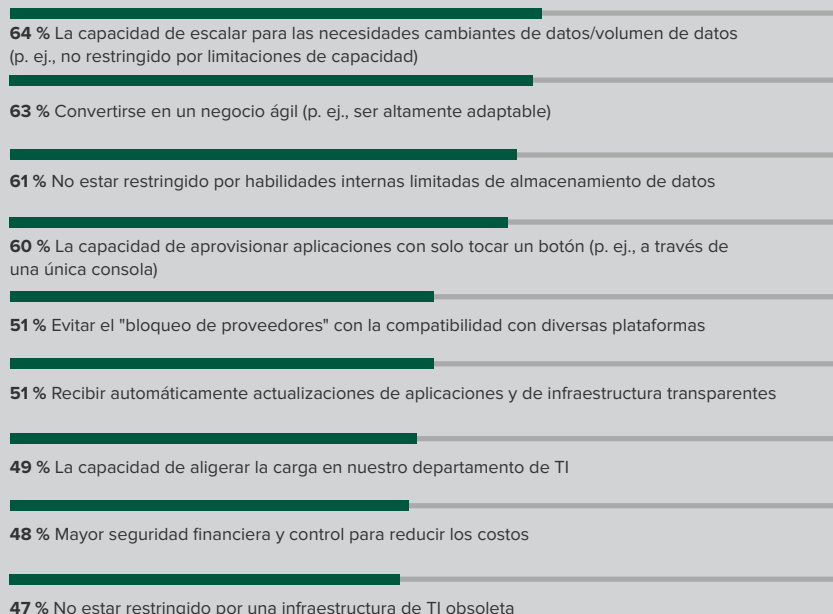 64 % La capacidad de escalar para las necesidades cambiantes de datos/volumen de datos
(p. ej., no restringido por limitaciones de capacidad)
63 % Convertirse en un negocio ágil (p. ej., ser altamente adaptable)
61 % No estar restringido por habilidades internas limitadas de almacenamiento de datos
60 % La capacidad de aprovisionar aplicaciones con solo tocar un botón (p. ej., a través de
una única consola)
51 % Evitar el "bloqueo de proveedores" con la compatibilidad con diversas plataformas
51 % Recibir automáticamente actualizaciones de aplicaciones y de infraestructura transparentes
49 % La capacidad de aligerar la carga en nuestro departamento de TI
48 % Mayor seguridad financiera y control para reducir los costos
47 % No estar restringido por una infraestructura de TI obsoleta